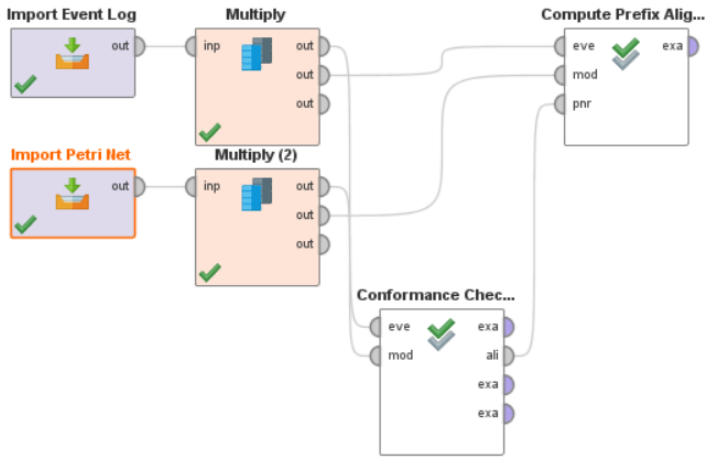 Import Event Log
out
Multiply
inp out
out
out
Compute Prefix Alig...
eve exa
mod
pnr
Import Petri Net
out
Multiply (2)
inp out
out
out
Conformance Chec...
eve exa
mod ali
exa
exa